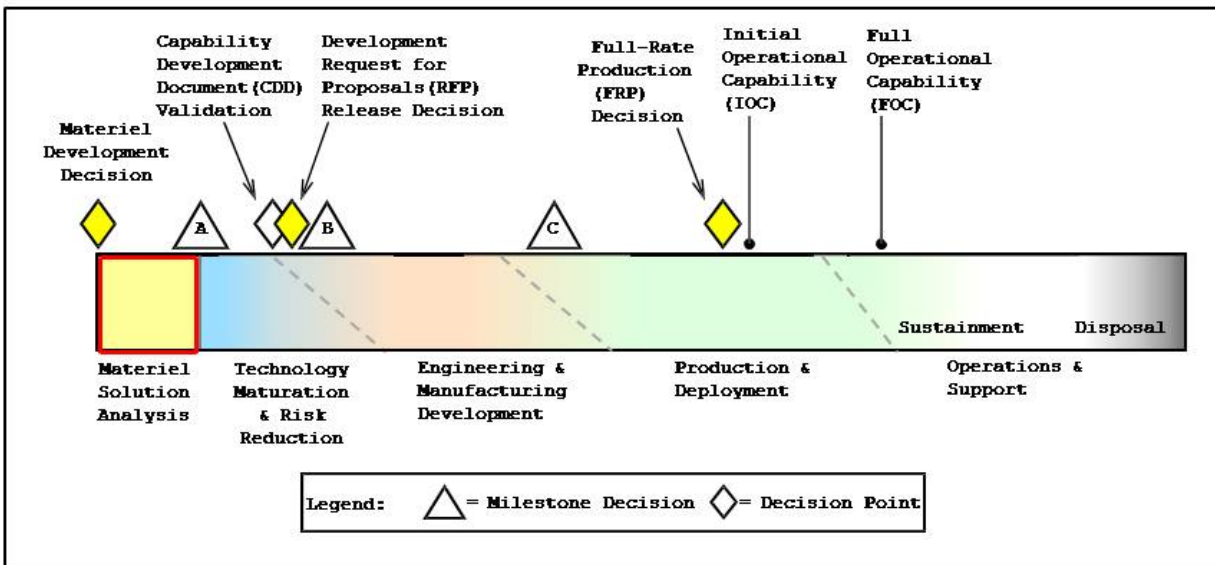 Capability
Development
Document(CDD)
Validation
Development
Request for
Proposals(RFP)
Release Decision
Full-Rate
Production
(FRP)
Decision
Initial
Operational
Capability
(IOC)
Full
Operational
Capability
(FOC)
Materiel
Development
Decision
A
B
C
Sustainment
Disposal
Materiel
Solution
Analysis
Technology
Maturation
& Risk
Reduction
Engineering &
Manufacturing
Development
Production &
Deployment
Operations &
Support
Legend: = Milestone Decision = Decision Point